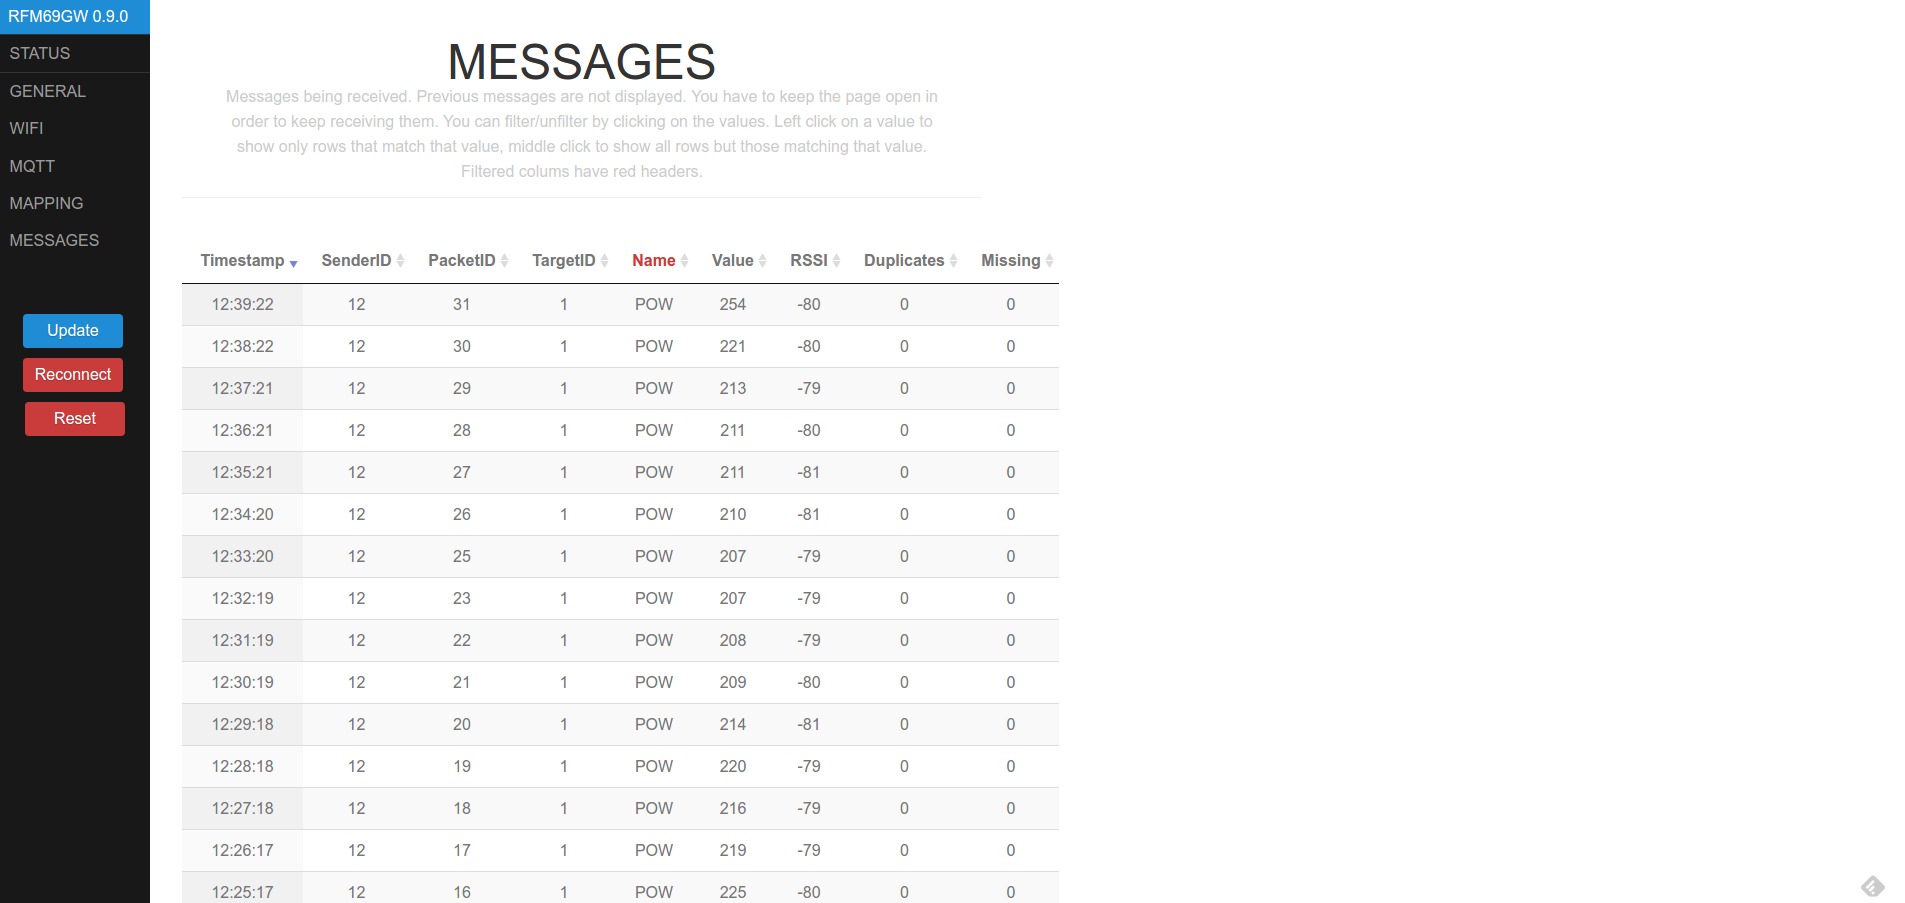 RFM69GW 0.9.0
STATUS
GENERAL
WIFI
MQTT
MAPPING
MESSAGES
Update
Reconnect
Reset
MESSAGES
Messages being received. Previous messages are not displayed. You have to keep the page open in
order to keep receiving them. You can filter/unfilter by clicking on the values. Left click on a value to
show only rows that match that value, middle click to show all rows but those matching that value.
Filtered colums have red headers.
Timestamp SenderID PacketID TargetID Name Value RSSI Duplicates Missing
12:39:22 12 31 1 POW 254 -80 0 0
12:38:22 12 30 1 POW 221 -80 0 0
12:37:21 12 29 1 POW 213 -79 0 0
12:36:21 12 28 1 POW 211 -80 0 0
12:35:21 12 27 1 POW 211 -81 0 0
12:34:20 12 26 1 POW 210 -81 0 0
12:33:20 12 25 1 POW 207 -79 0 0
12:32:19 12 23 1 POW 207 -79 0 0
12:31:19 12 22 1 POW 208 -79 0 0
12:30:19 12 21 1 POW 209 -80 0 0
12:29:18 12 20 1 POW 214 -81 0 0
12:28:18 12 19 1 POW 220 -79 0 0
12:27:18 12 18 1 POW 216 -79 0 0
12:26:17 12 17 1 POW 219 -79 0 0
12:25:17 12 16 1 POW 225 -80 0 0